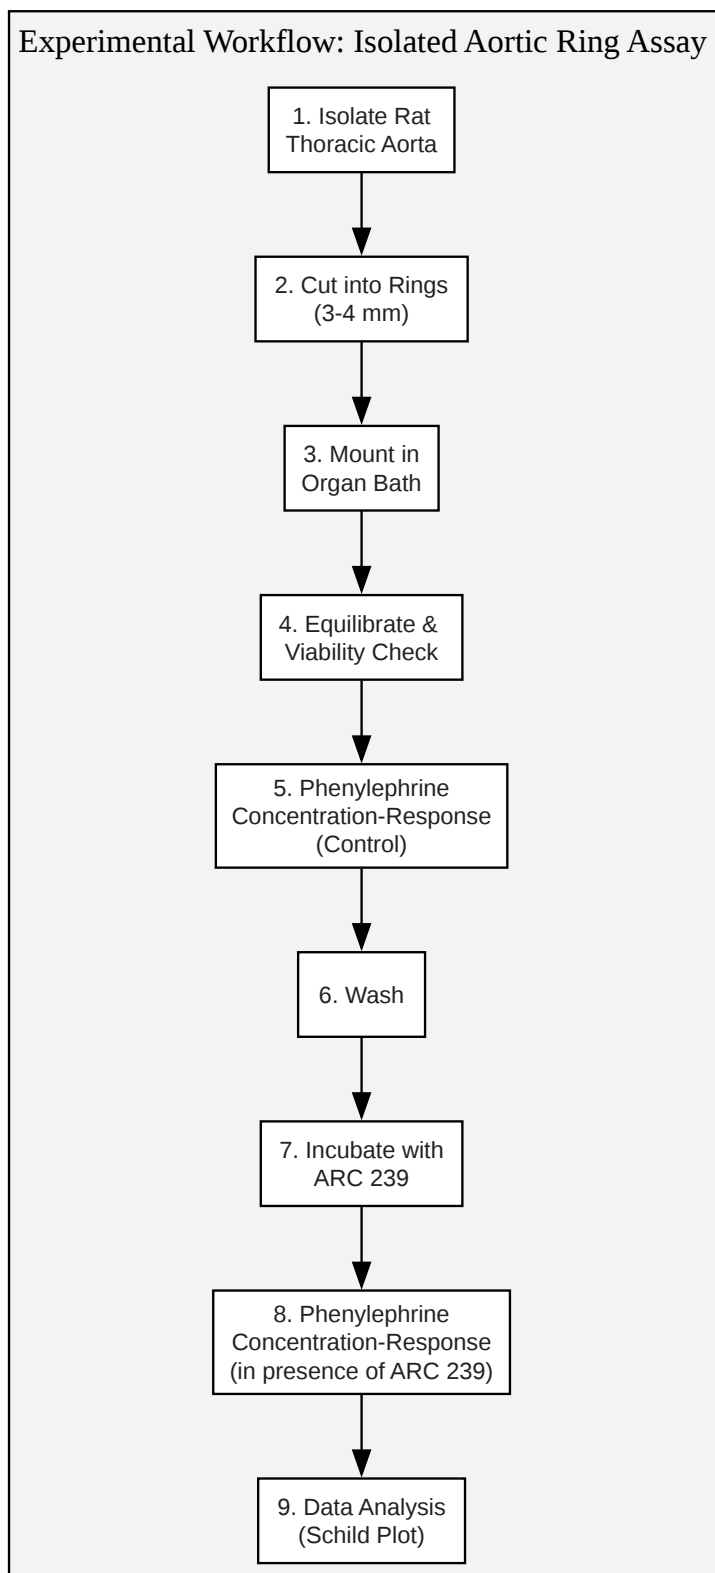 Experimental Workflow: Isolated Aortic Ring Assay
1. Isolate Rat
Thoracic Aorta
2. Cut into Rings
(3-4 mm)
3. Mount in
Organ Bath
4. Equilibrate &
Viability Check
5. Phenylephrine
Concentration-Response
(Control)
6. Wash
7. Incubate with
ARC 239
8. Phenylephrine
Concentration-Response
(in presence of ARC 239)
9. Data Analysis
(Schild Plot)